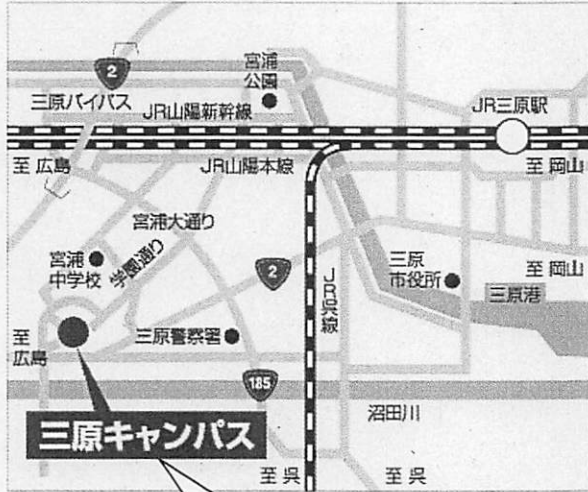 2
宮浦
公園
三原バイパス
JR山陽新幹線
JR三原駅
至 広島
JR山陽本線
至 岡山
宮浦大通り
学園通り
宮浦
中学校
2
三原
市役所
至 岡山
三原港
JR呉線
至
広島
三原警察署
185
沼田川
三原キャンパス
至 呉
至 呉